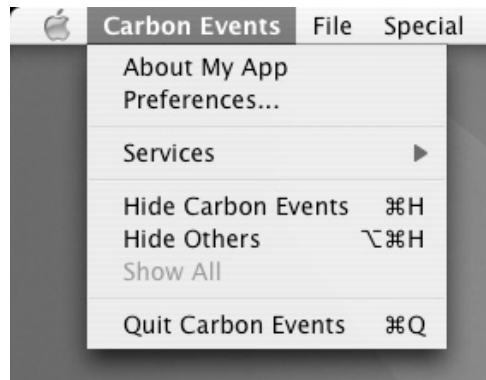 Carbon Events File Special
About My App
Preferences...
Services
Hide Carbon Events ⌘H
Hide Others ⌥⌘H
Show All
Quit Carbon Events ⌘Q